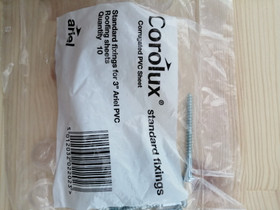 Corolux®
Corrugated PVC Sheet
standard fixings
Standard fixings for 3" Ariel PVC
Roofing sheets
Quantity 10
ariel